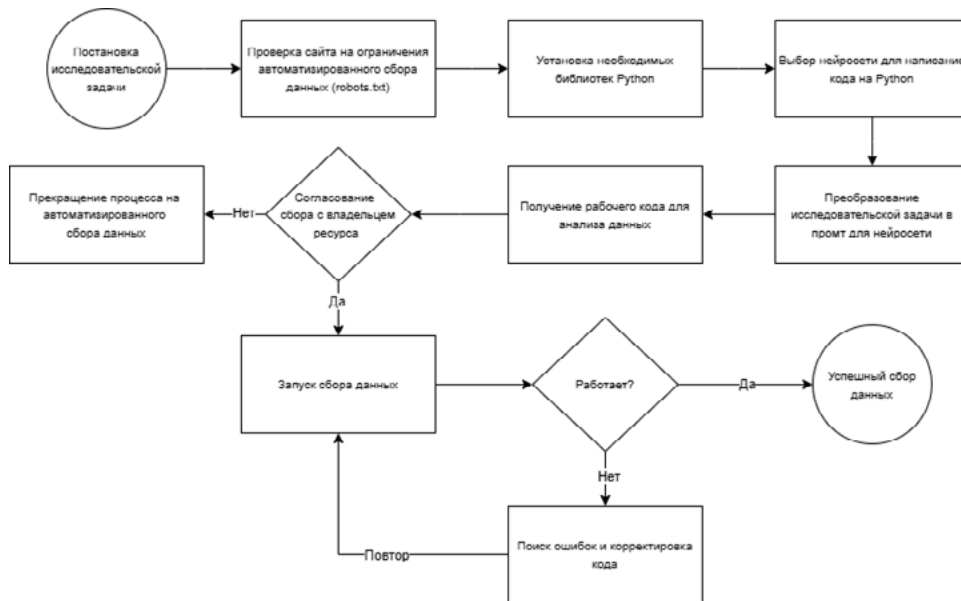 Постановка
исследовательской
задачи
Проверка сайта на ограничения
автоматизированного сбора
данных (robots.txt)
Установка необходимых
библиотек Python
Выбор нейросети для написание
кода на Python
Преобразование
исследовательской задачи в
промт для нейросети
Получение рабочего кода для
анализа данных
Согласование
сбора с владельцем
ресурса
Нет
Прекращение процесса на
автоматизированного
сбора данных
Да
Запуск сбора данных
Работает?
Да
Успешный сбор
данных
Нет
Поиск ошибок и корректировка
кода
Повтор